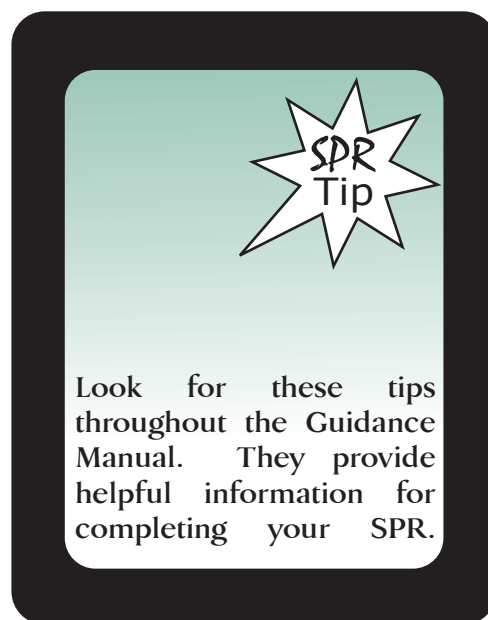 SPR
Tip
Look for these tips
throughout the Guidance
Manual. They provide
helpful information for
completing your SPR.